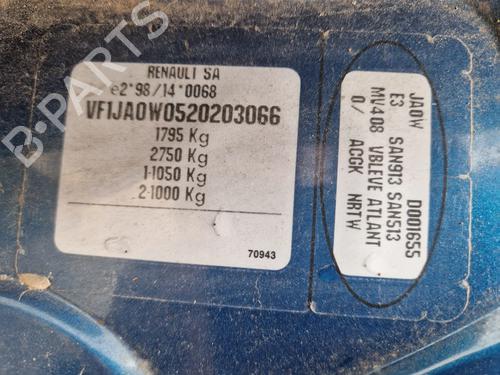 B-PARTS
RENAULT SA
e2*98/14*0068
VF1JA0W0520203066
1795 Kg
2750 Kg
1-1050 Kg
2-1000 Kg
70943
JA0W D001655
E3 SAN913 SAN513
MV408 VBLEVE ATLANT
0/ ACGK NRTW